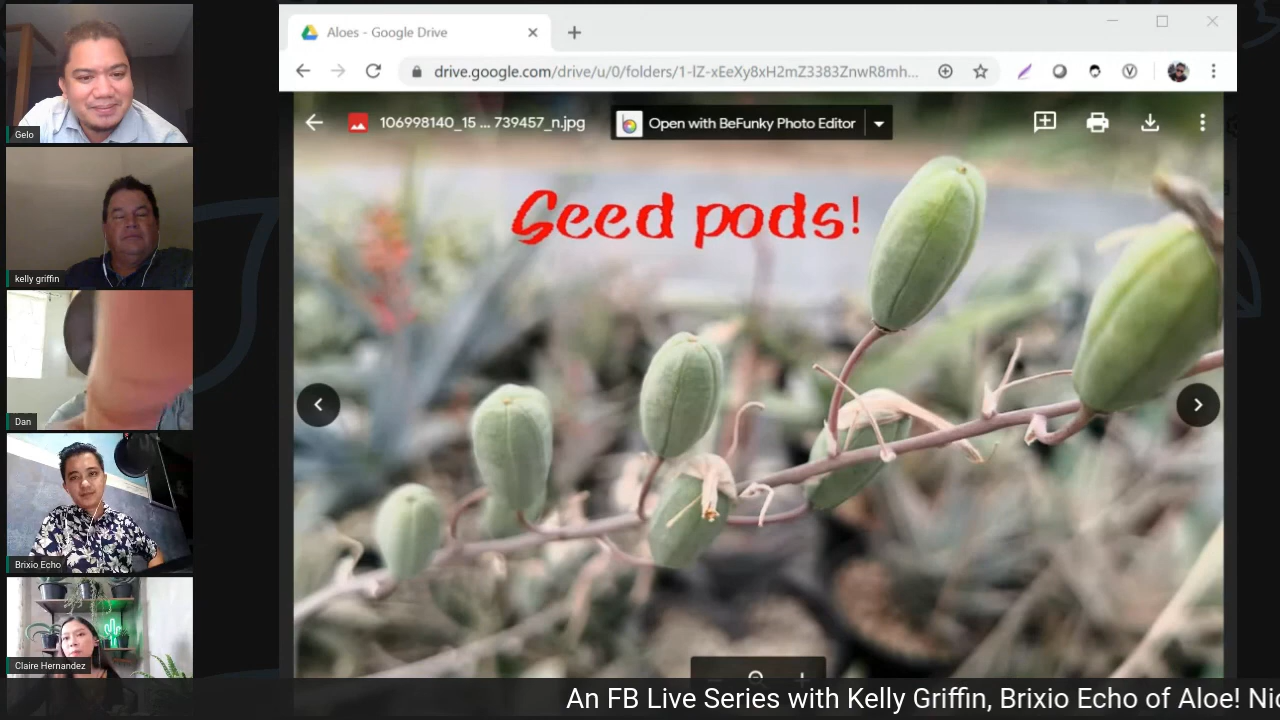 Gelo
kelly griffin
Dan
Brixio Echo
Claire Hernandez
Aloes - Google Drive
drive.google.com/drive/u/0/folders/1-lZ-xEeXy8xH2mZ3383ZnwR8mh...
106998140_15 ... 739457_n.jpg
Open with BeFunky Photo Editor
Seed pods!
An FB Live Series with Kelly Griffin, Brixio Echo of Aloe! Nic